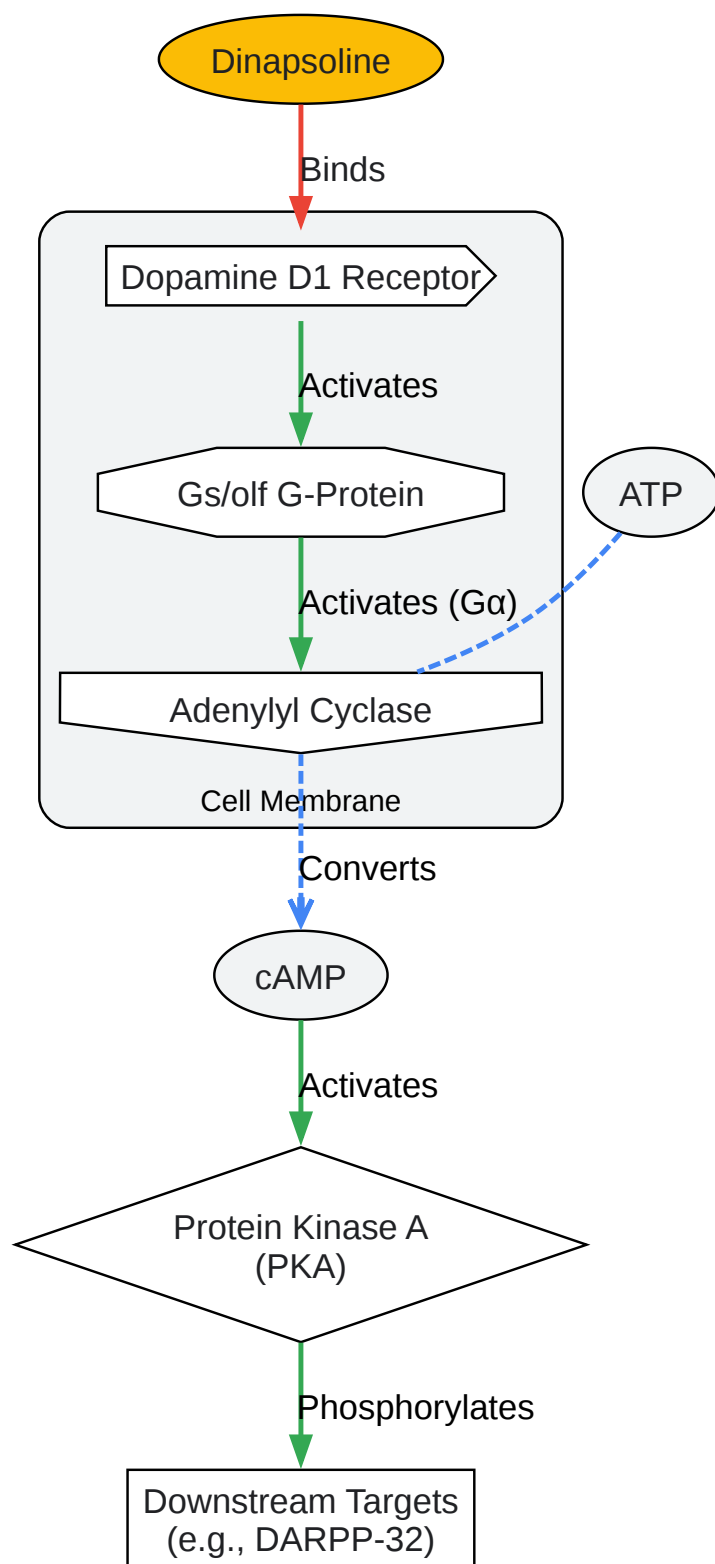 Dinapsoline
Binds
Dopamine D1 Receptor
Activates
Gs/olf G-Protein
ATP
Activates (Gα)
Adenylyl Cyclase
Cell Membrane
Converts
cAMP
Activates
Protein Kinase A
(PKA)
Phosphorylates
Downstream Targets
(e.g., DARPP-32)